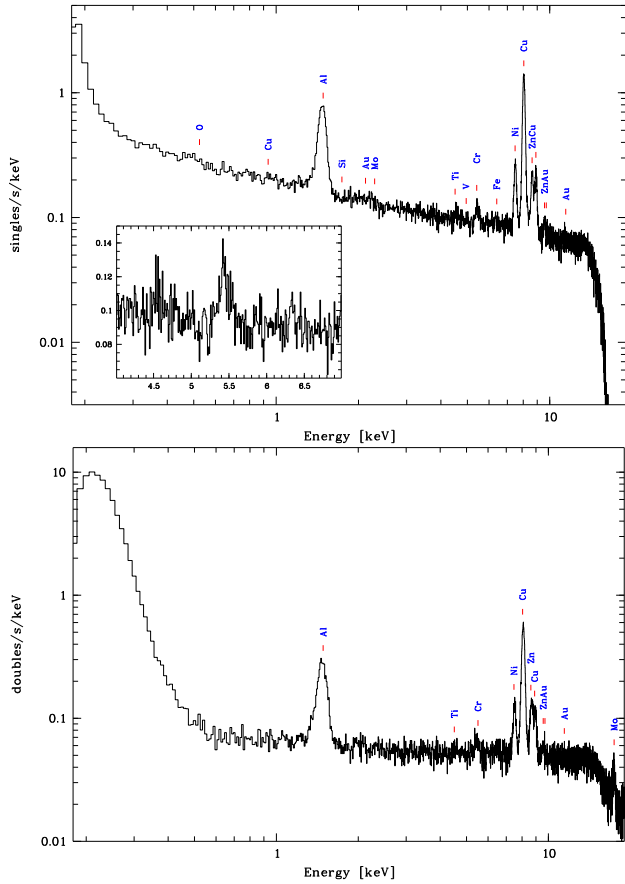 Cu
Al
O
Cu
Si
Au
Mo
Ti
V
Cr
Fe
Ni
ZnCu
ZnAu
Au
1
0.1
0.01
singles/s/keV
0.14
0.12
0.1
0.08
4.5 5 5.5 6 6.5
1 10
Energy [keV]
10
1
0.1
0.01
doubles/s/keV
Cu
Al
Ti
Cr
Ni
Zn
Cu
ZnAu
Au
Mo
1 10
Energy [keV]